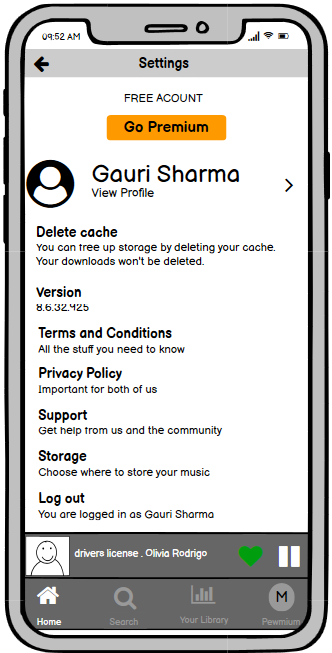 09:52 AM
Settings
FREE ACOUNT
Go Premium
Gauri Sharma
View Profile
Delete cache
You can free up storage by deleting your cache.
Your downloads won't be deleted.
Version
8.6.32.925
Terms and Conditions
All the stuff you need to know
Privacy Policy
Important for both of us
Support
Get help from us and the community
Storage
Choose where to store your music
Log out
You are logged in as Gauri Sharma
drivers license . Olivia Rodrigo
M
Home
Search
Your Library
Pewmium